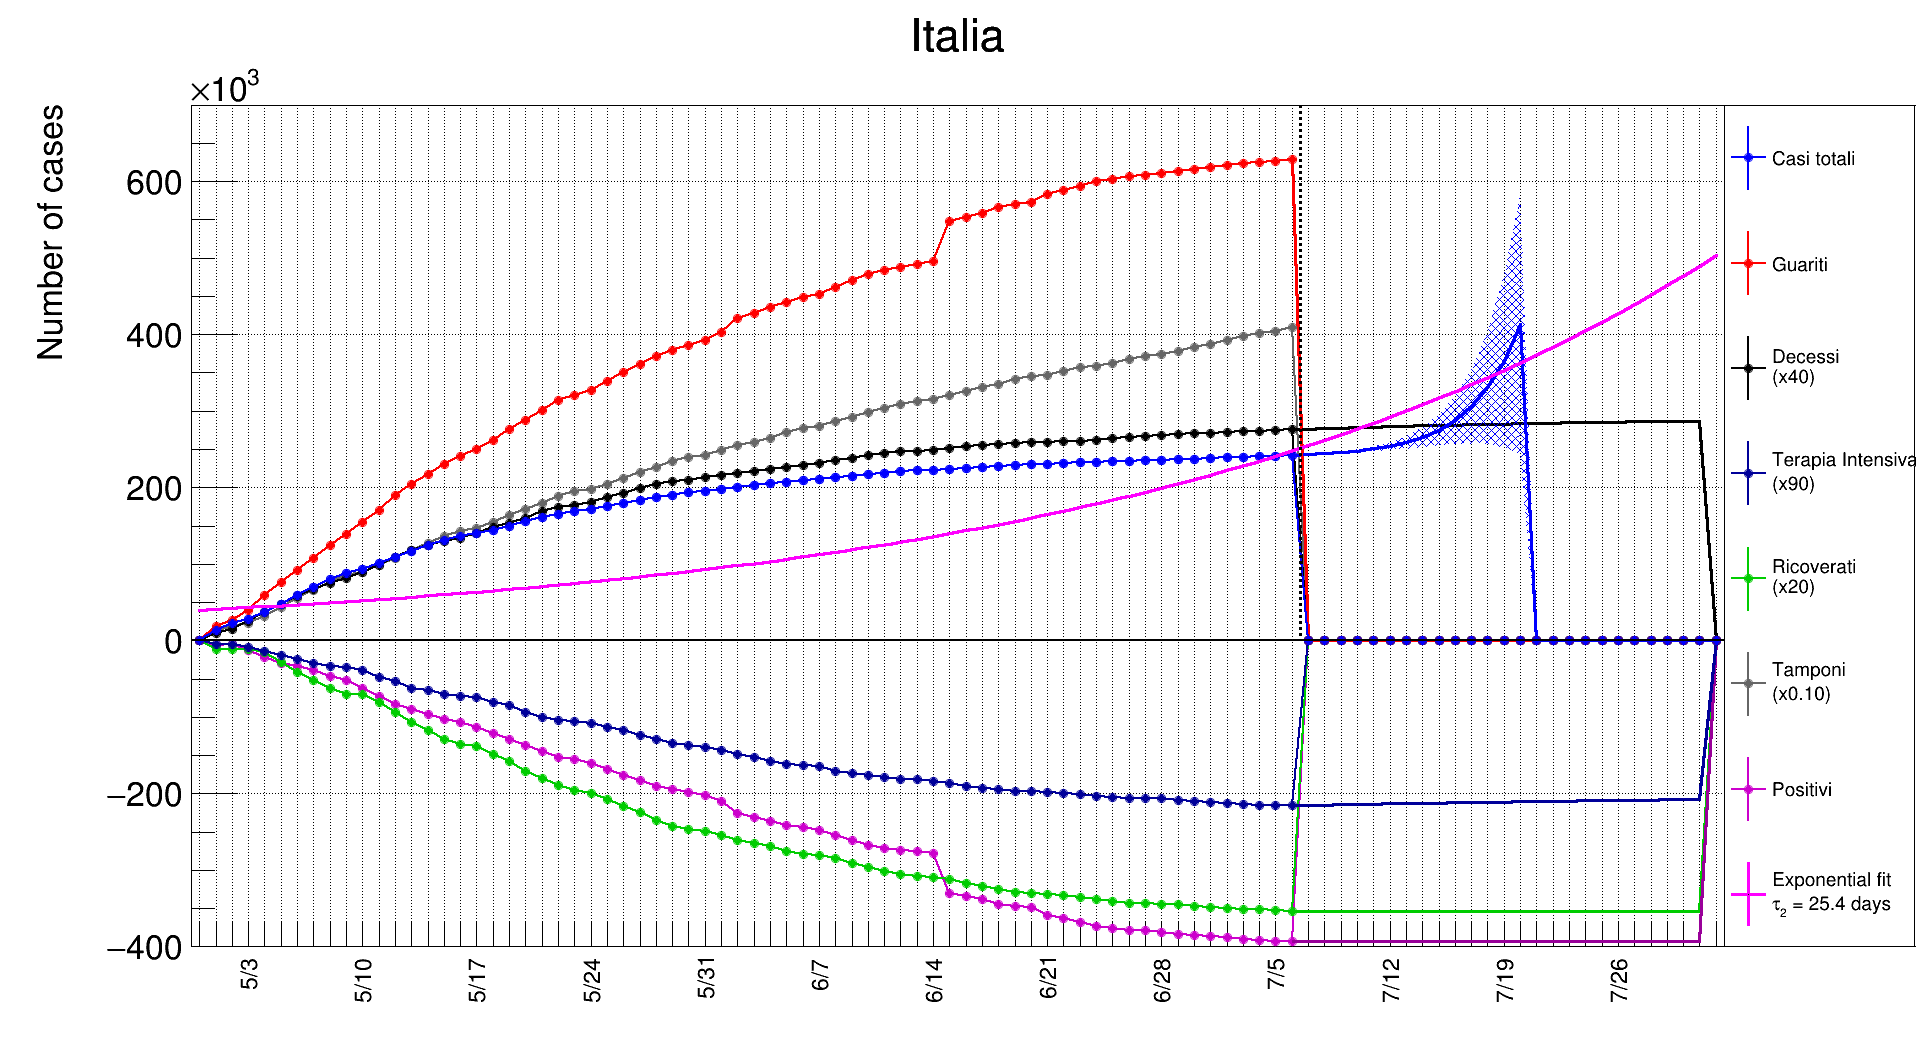 Italia
×10³
Number of cases
600
400
200
0
−200
−400
5/3
5/10
5/17
5/24
5/31
6/7
6/14
6/21
6/28
7/5
7/12
7/19
7/26
Casi totali
Guariti
Decessi
(x40)
Terapia Intensiva
(x90)
Ricoverati
(x20)
Tamponi
(x0.10)
Positivi
Exponential fit
τ₂ = 25.4 days